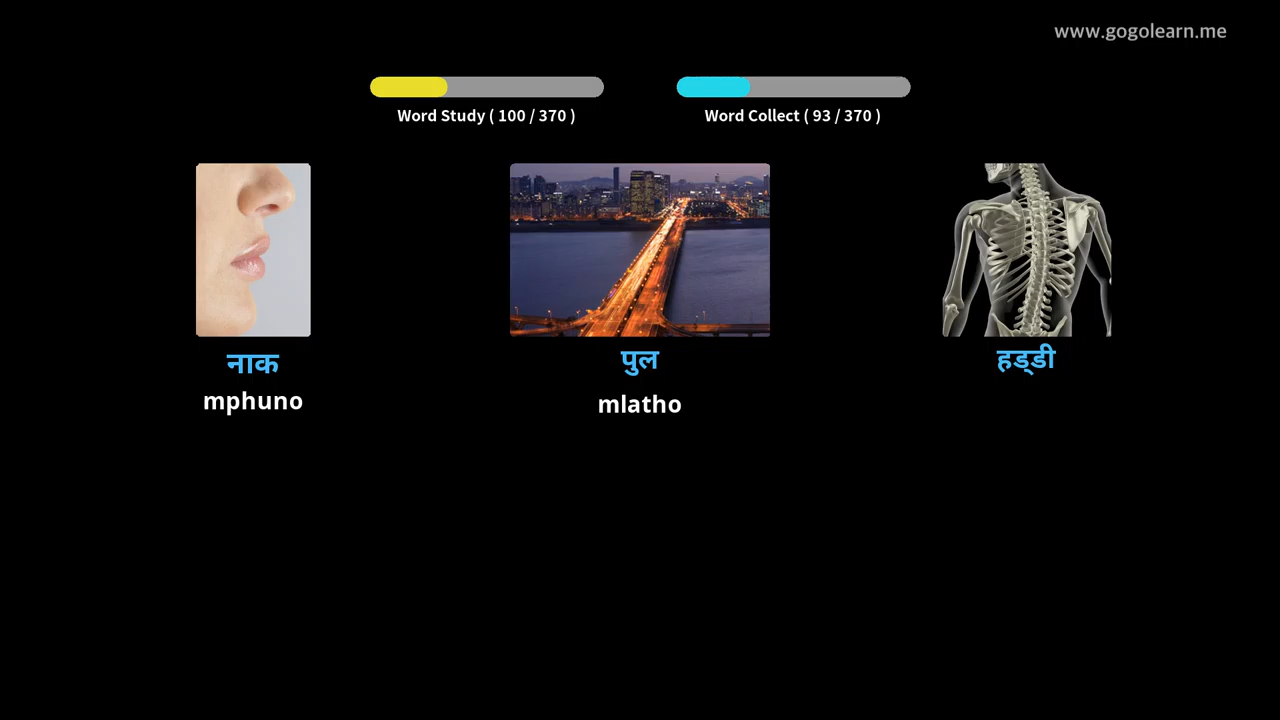 www.gogolearn.me
Word Study ( 100 / 370 )
Word Collect ( 93 / 370 )
नाक
mphuno
पुल
mlatho
हड्डी